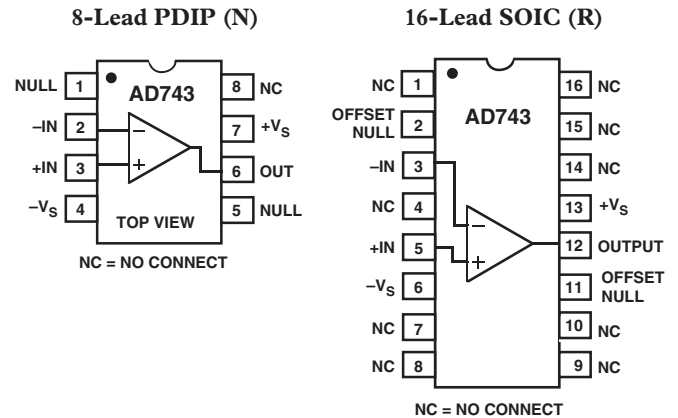 8-Lead PDIP (N)
NULL 1
8 NC
AD743
–IN 2
7 +VS
+IN 3
6 OUT
–VS 4
5 NULL
TOP VIEW
NC = NO CONNECT
16-Lead SOIC (R)
NC 1
16 NC
OFFSET
NULL 2
AD743
15 NC
–IN 3
14 NC
NC 4
13 +VS
+IN 5
12 OUTPUT
–VS 6
11 OFFSET
NULL
NC 7
10 NC
NC 8
9 NC
NC = NO CONNECT